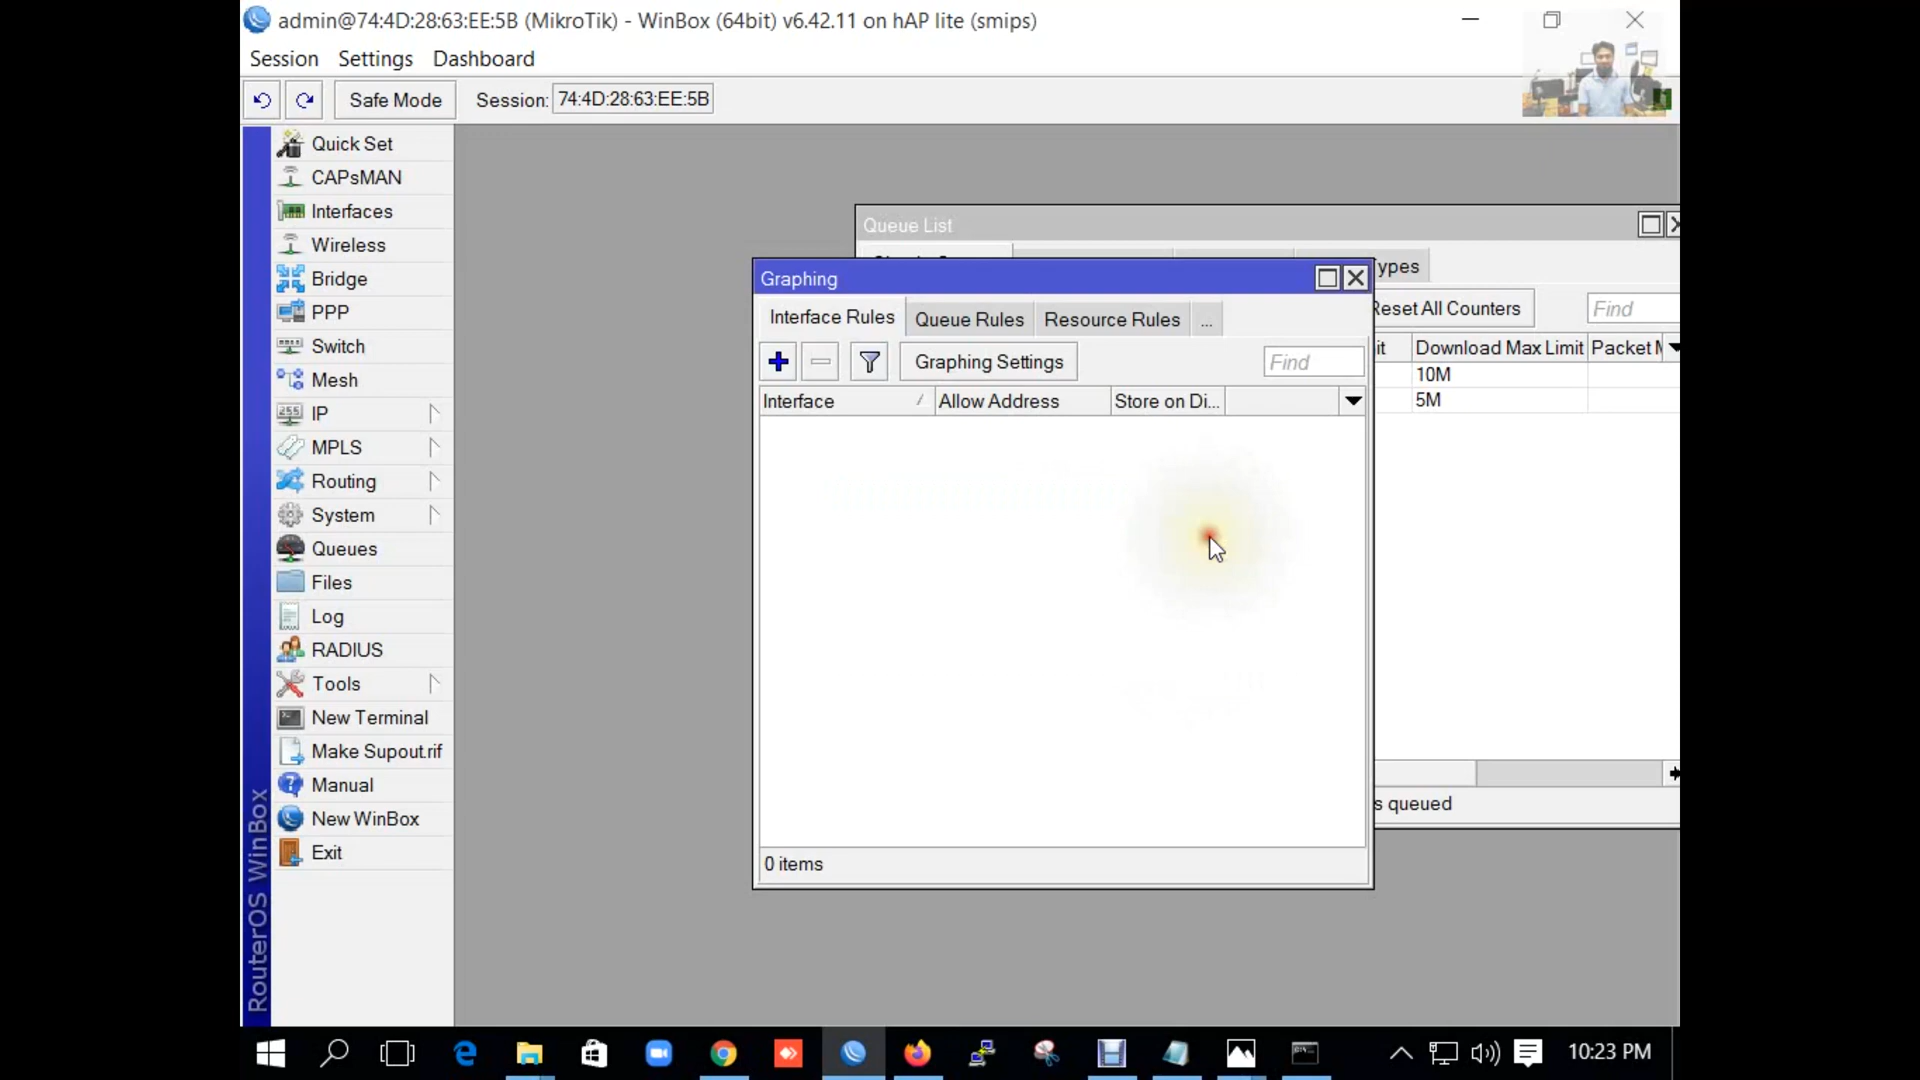 admin@74:4D:28:63:EE:5B (MikroTik) - WinBox (64bit) v6.42.11 on hAP lite (smips)
Session Settings Dashboard
Safe Mode Session: 74:4D:28:63:EE:5B
Quick Set
CAPsMAN
Interfaces
Wireless
Bridge
PPP
Switch
Mesh
IP
MPLS
Routing
System
Queues
Files
Log
RADIUS
Tools
New Terminal
Make Supout.rif
Manual
New WinBox
Exit
RouterOS WinBox
Queue List
ypes
Reset All Counters Find
it Download Max Limit Packet M
10M
5M
s queued
Graphing
Interface Rules Queue Rules Resource Rules ...
Graphing Settings Find
Interface Allow Address Store on Di...
0 items
10:23 PM